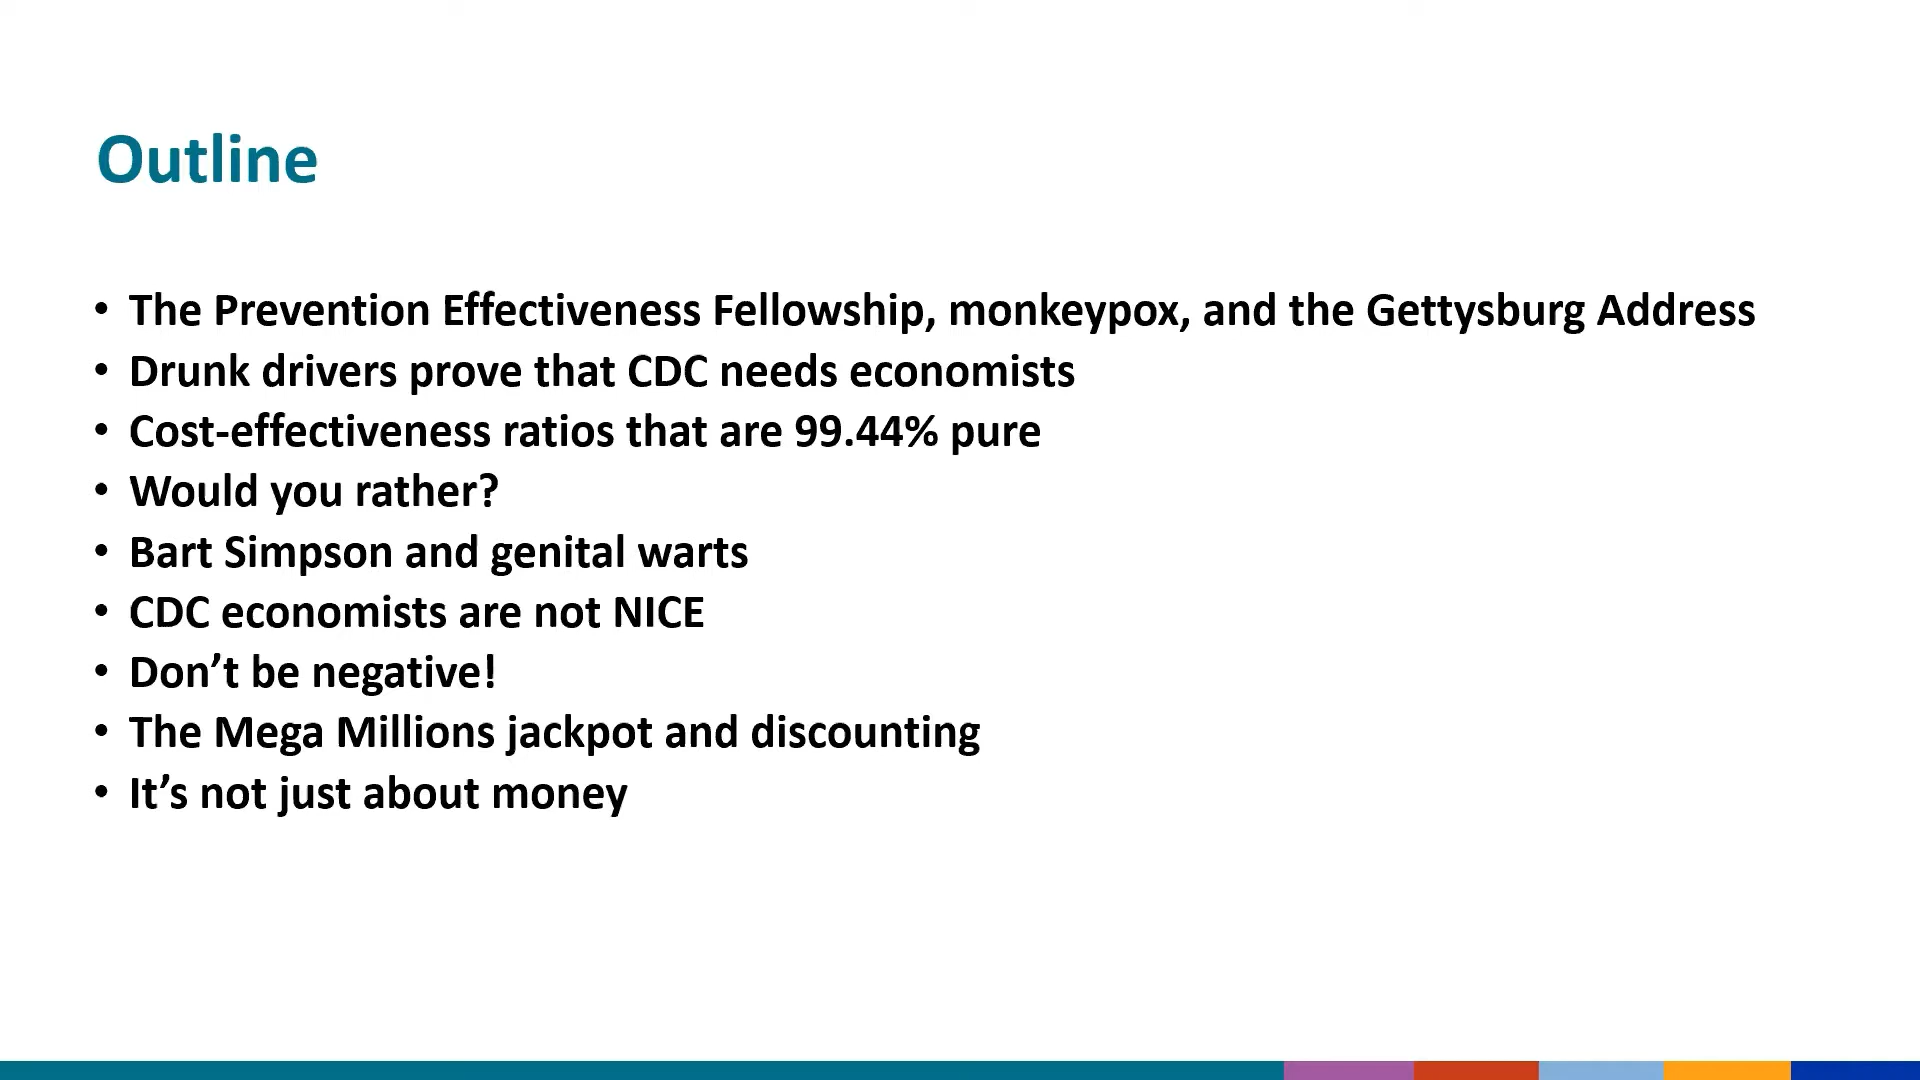 Outline
• The Prevention Effectiveness Fellowship, monkeypox, and the Gettysburg Address
• Drunk drivers prove that CDC needs economists
• Cost-effectiveness ratios that are 99.44% pure
• Would you rather?
• Bart Simpson and genital warts
• CDC economists are not NICE
• Don’t be negative!
• The Mega Millions jackpot and discounting
• It’s not just about money